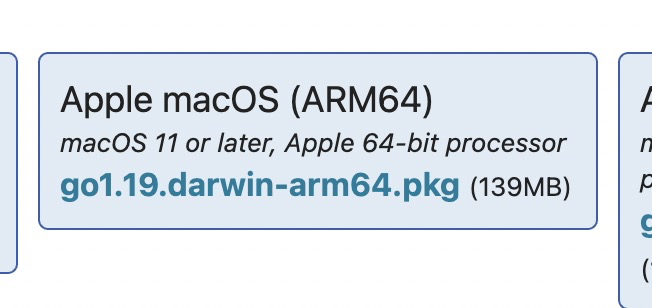 Apple macOS (ARM64)
macOS 11 or later, Apple 64-bit processor
go1.19.darwin-arm64.pkg (139MB)